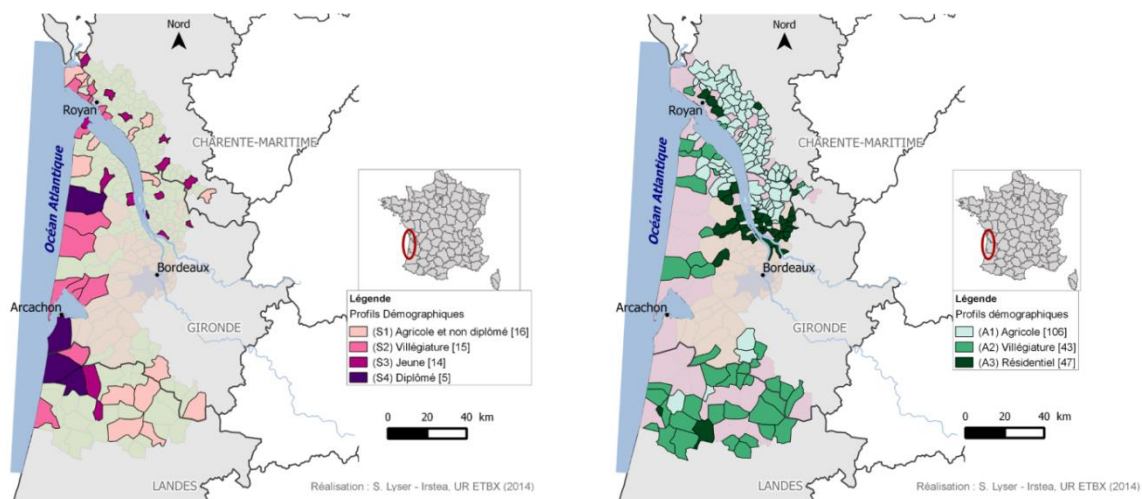 Nord
Royan
CHARENTE-MARITIME
Océan Atlantique
Bordeaux
Arcachon
GIRONDE
LANDES
Légende
Profils Démographiques
(S1) Agricole et non diplômé [16]
(S2) Villégiature [15]
(S3) Jeune [14]
(S4) Diplômé [5]
0 20 40 km
Réalisation : S. Lyser - Irstea, UR ETBX (2014)
Nord
Royan
CHARENTE-MARITIME
Océan Atlantique
Bordeaux
Arcachon
GIRONDE
LANDES
Légende
Profils Démographiques
(A1) Agricole [106]
(A2) Villégiature [43]
(A3) Résidentiel [47]
0 20 40 km
Réalisation : S. Lyser - Irstea, UR ETBX (2014)